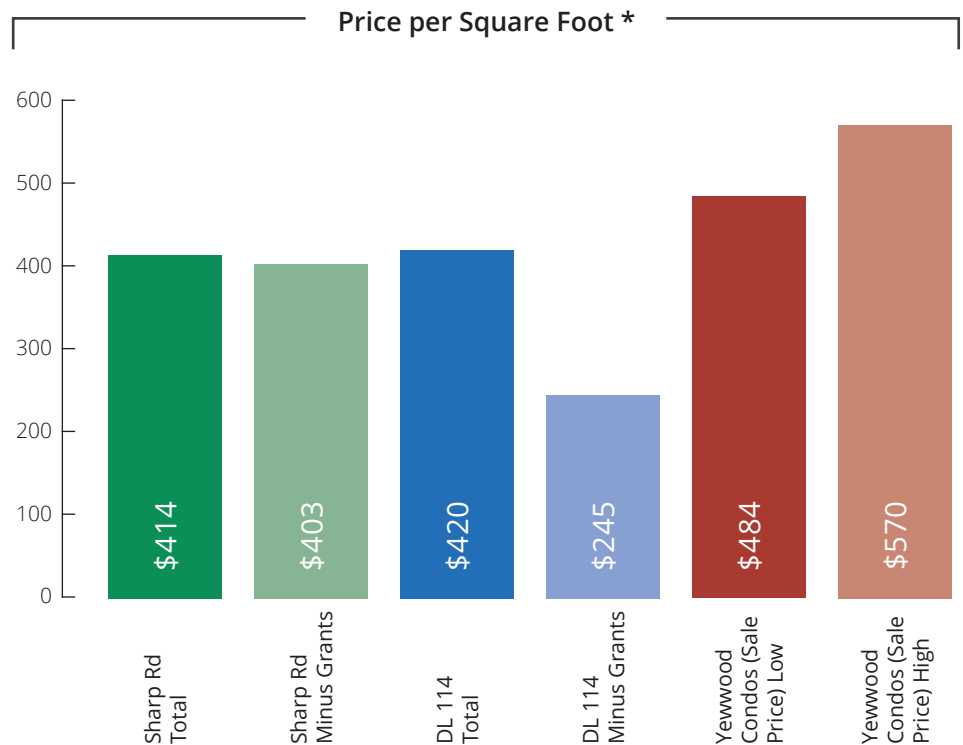 Price per Square Foot *
600
500
400
300
200
100
0
$414
$403
$420
$245
$484
$570
Sharp Rd
Total
Sharp Rd
Minus Grants
DL 114
Total
DL 114
Minus Grants
Yewwood
Condos (Sale
Price) Low
Yewwood
Condos (Sale
Price) High